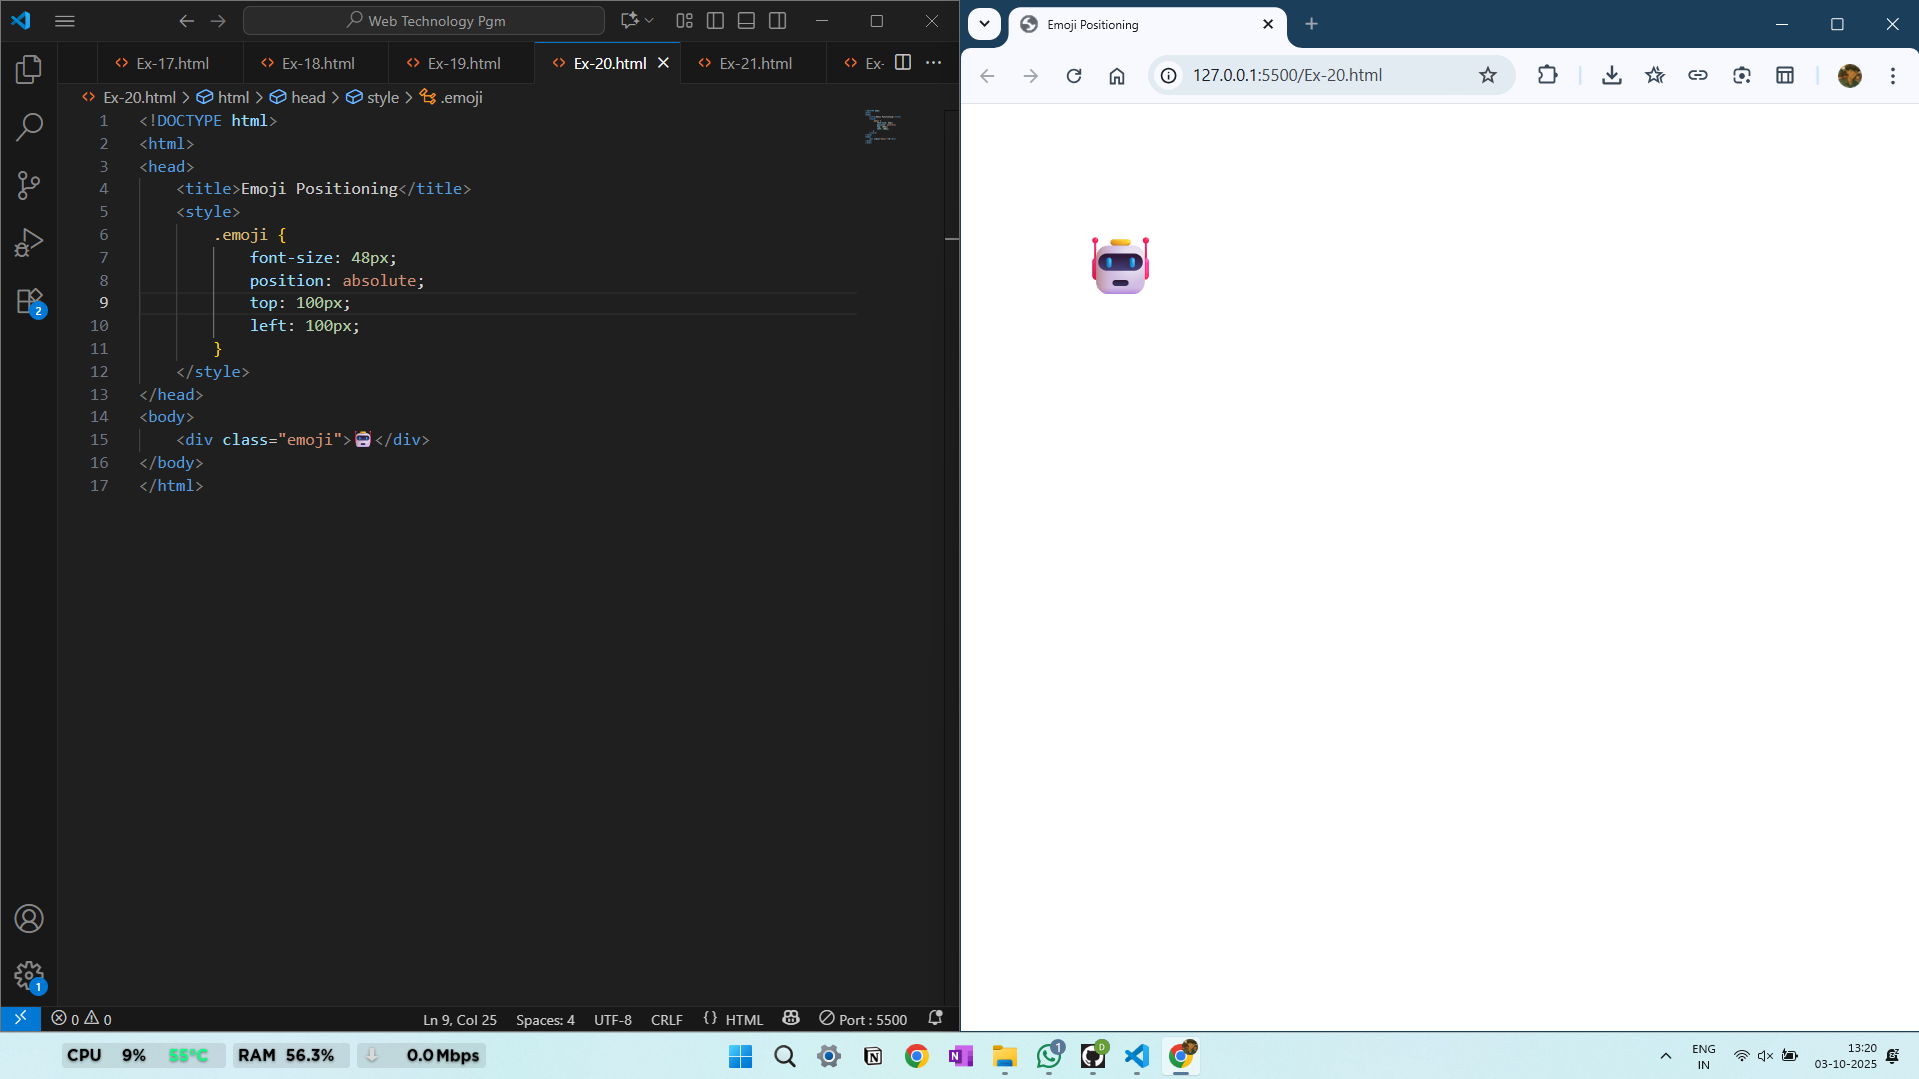 Web Technology Pgm
Ex-17.html
Ex-18.html
Ex-19.html
Ex-20.html
Ex-21.html
Ex-
Ex-20.html > html > head > style > .emoji
1 <!DOCTYPE html>
2 <html>
3 <head>
4 <title>Emoji Positioning</title>
5 <style>
6 .emoji {
7 font-size: 48px;
8 position: absolute;
9 top: 100px;
10 left: 100px;
11 }
12 </style>
13 </head>
14 <body>
15 <div class="emoji">🤖</div>
16 </body>
17 </html>
2
1
0 0
Ln 9, Col 25
Spaces: 4
UTF-8
CRLF
{} HTML
Port : 5500
Emoji Positioning
127.0.0.1:5500/Ex-20.html
CPU 9% 55°C
RAM 56.3%
0.0 Mbps
N
N
1
D
ENG
IN
13:20
03-10-2025